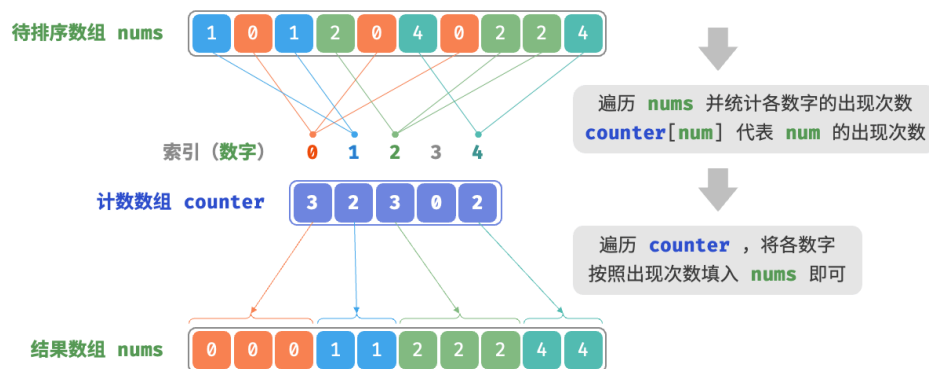 待排序数组 nums
1 0 1 2 0 4 0 2 2 4
遍历 nums 并统计各数字的出现次数
counter[num] 代表 num 的出现次数
索引（数字） 0 1 2 3 4
计数数组 counter
3 2 3 0 2
遍历 counter ，将各数字
按照出现次数填入 nums 即可
结果数组 nums
0 0 0 1 1 2 2 2 4 4